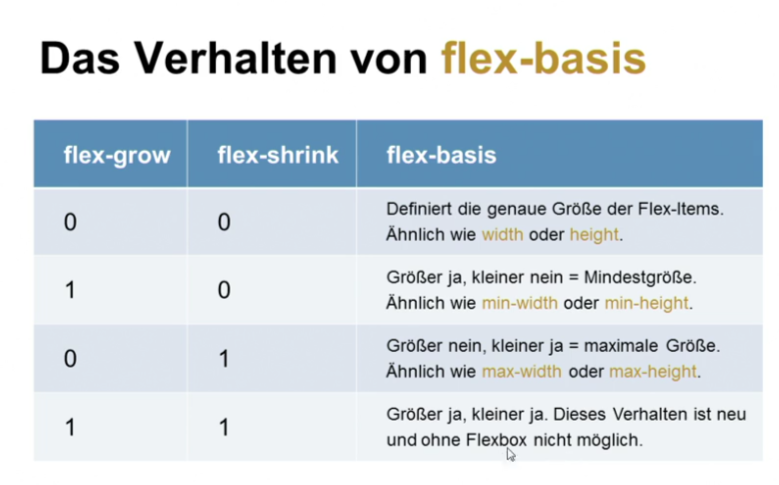 Das Verhalten von flex-basis
flex-grow flex-shrink flex-basis
0 0 Definiert die genaue Größe der Flex-Items.
Ähnlich wie width oder height.
1 0 Größer ja, kleiner nein = Mindestgröße.
Ähnlich wie min-width oder min-height.
0 1 Größer nein, kleiner ja = maximale Größe.
Ähnlich wie max-width oder max-height.
1 1 Größer ja, kleiner ja. Dieses Verhalten ist neu
und ohne Flexbox nicht möglich.